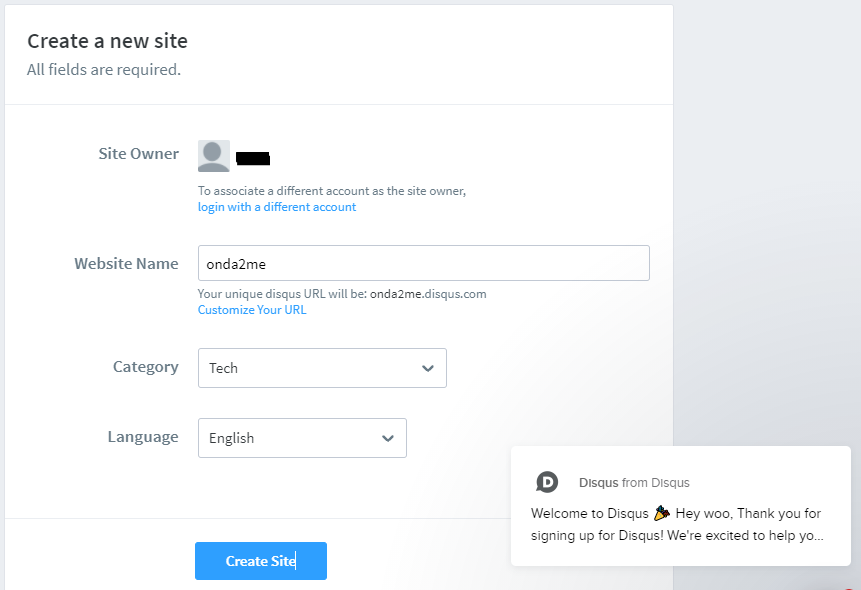 Create a new site
All fields are required.
Site Owner
To associate a different account as the site owner,
login with a different account
Website Name
onda2me
Your unique disqus URL will be: onda2me.disqus.com
Customize Your URL
Category
Tech
Language
English
Create Site
D
Disqus from Disqus
Welcome to Disqus 🎉 Hey woo, Thank you for
signing up for Disqus! We're excited to help yo...